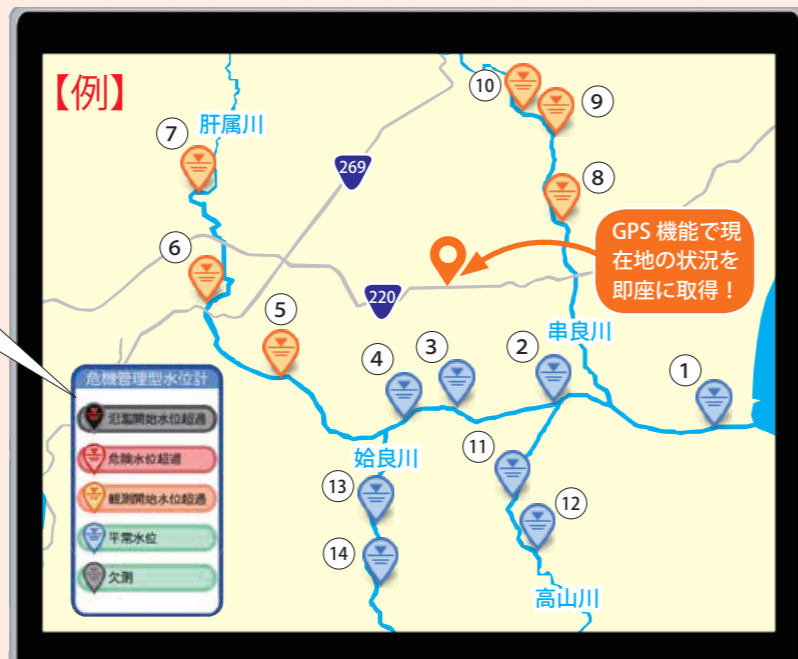 【例】
肝属川
⑩
⑨
⑦
269
⑧
GPS 機能で現
在地の状況を
即座に取得！
⑥
220
⑤
串良川
④
③
②
①
危機管理型水位計
氾濫開始水位超過
危険水位超過
観測開始水位超過
平常水位
欠測
姶良川
⑪
⑬
⑫
⑭
高山川